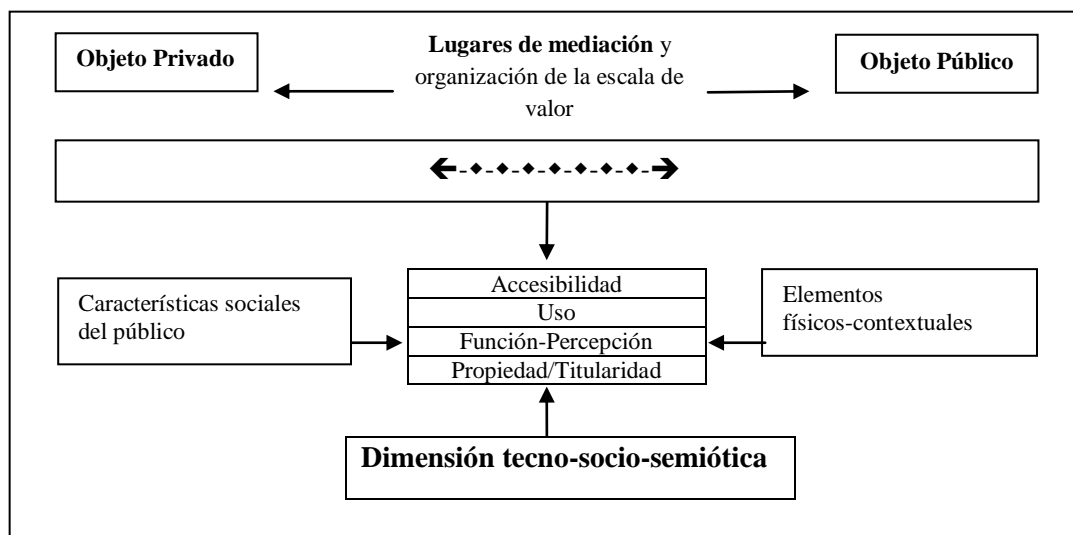 Objeto Privado
Lugares de mediación y
organización de la escala de
valor
Objeto Público
Características sociales
del público
Accesibilidad
Uso
Función-Percepción
Propiedad/Titularidad
Elementos
físicos-contextuales
Dimensión tecno-socio-semiótica